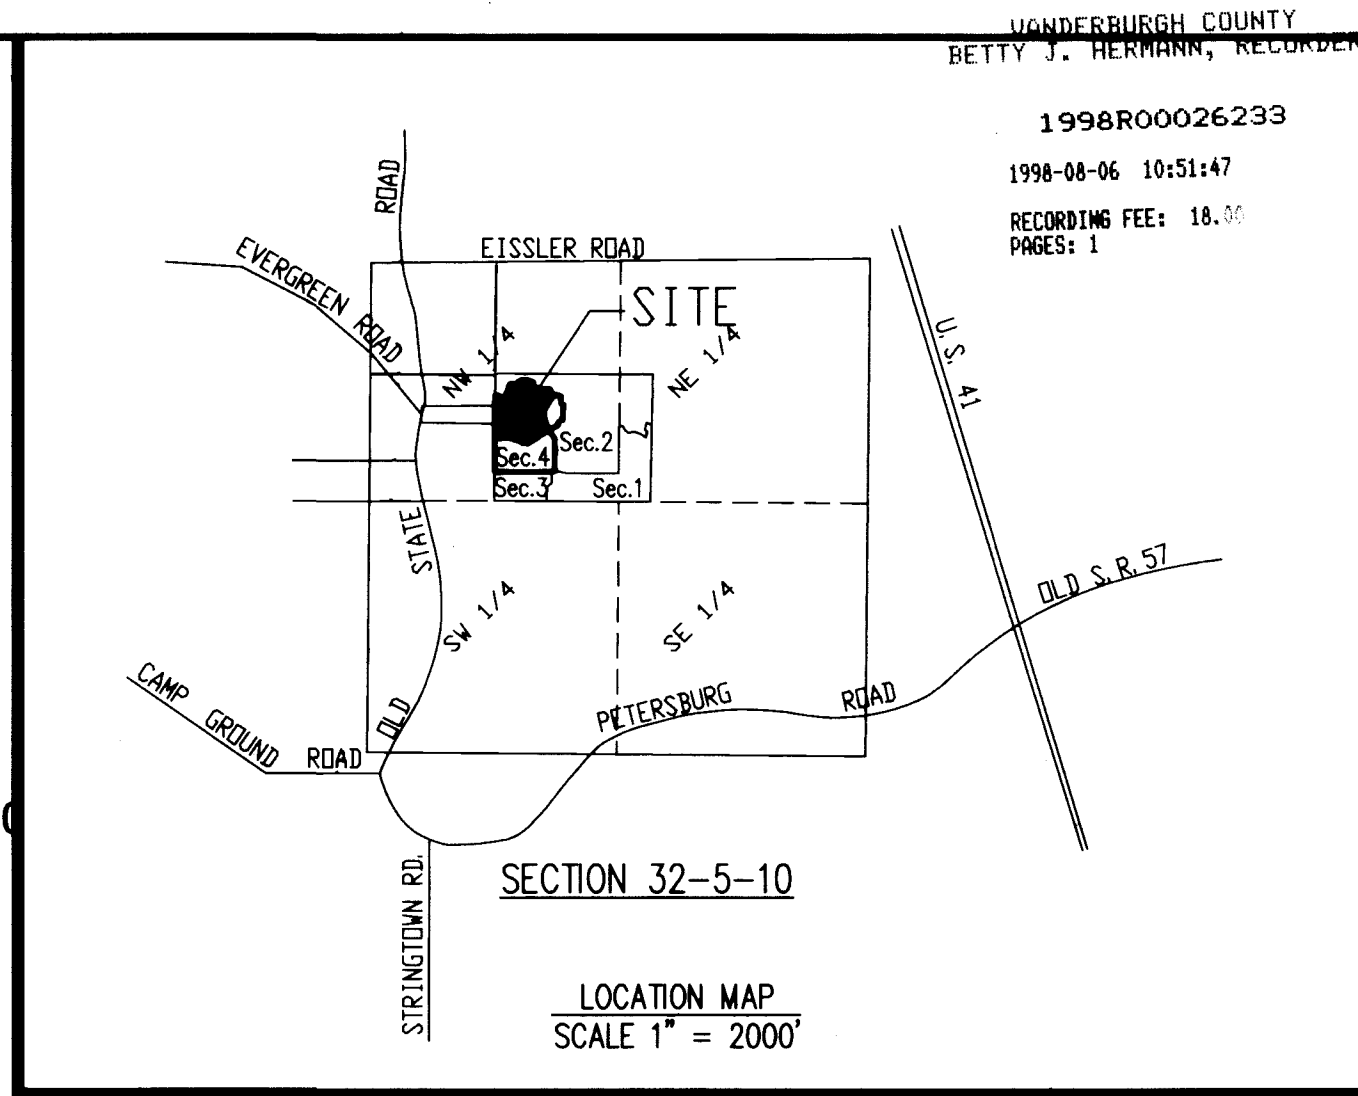 VANDERBURGH COUNTY
BETTY J. HERMANN, RECORDER
1998R00026233
1998-08-06 10:51:47
RECORDING FEE: 18.00
PAGES: 1
ROAD
EVERGREEN ROAD
EISSLER ROAD
SITE
NW 1/4
NE 1/4
U.S. 41
Sec.2
Sec.4
Sec.3
Sec.1
STATE
OLD S.R. 57
SW 1/4
SE 1/4
CAMP GROUND ROAD
OLD
PETERSBURG ROAD
STRINGTOWN RD.
SECTION 32-5-10
LOCATION MAP
SCALE 1" = 2000'